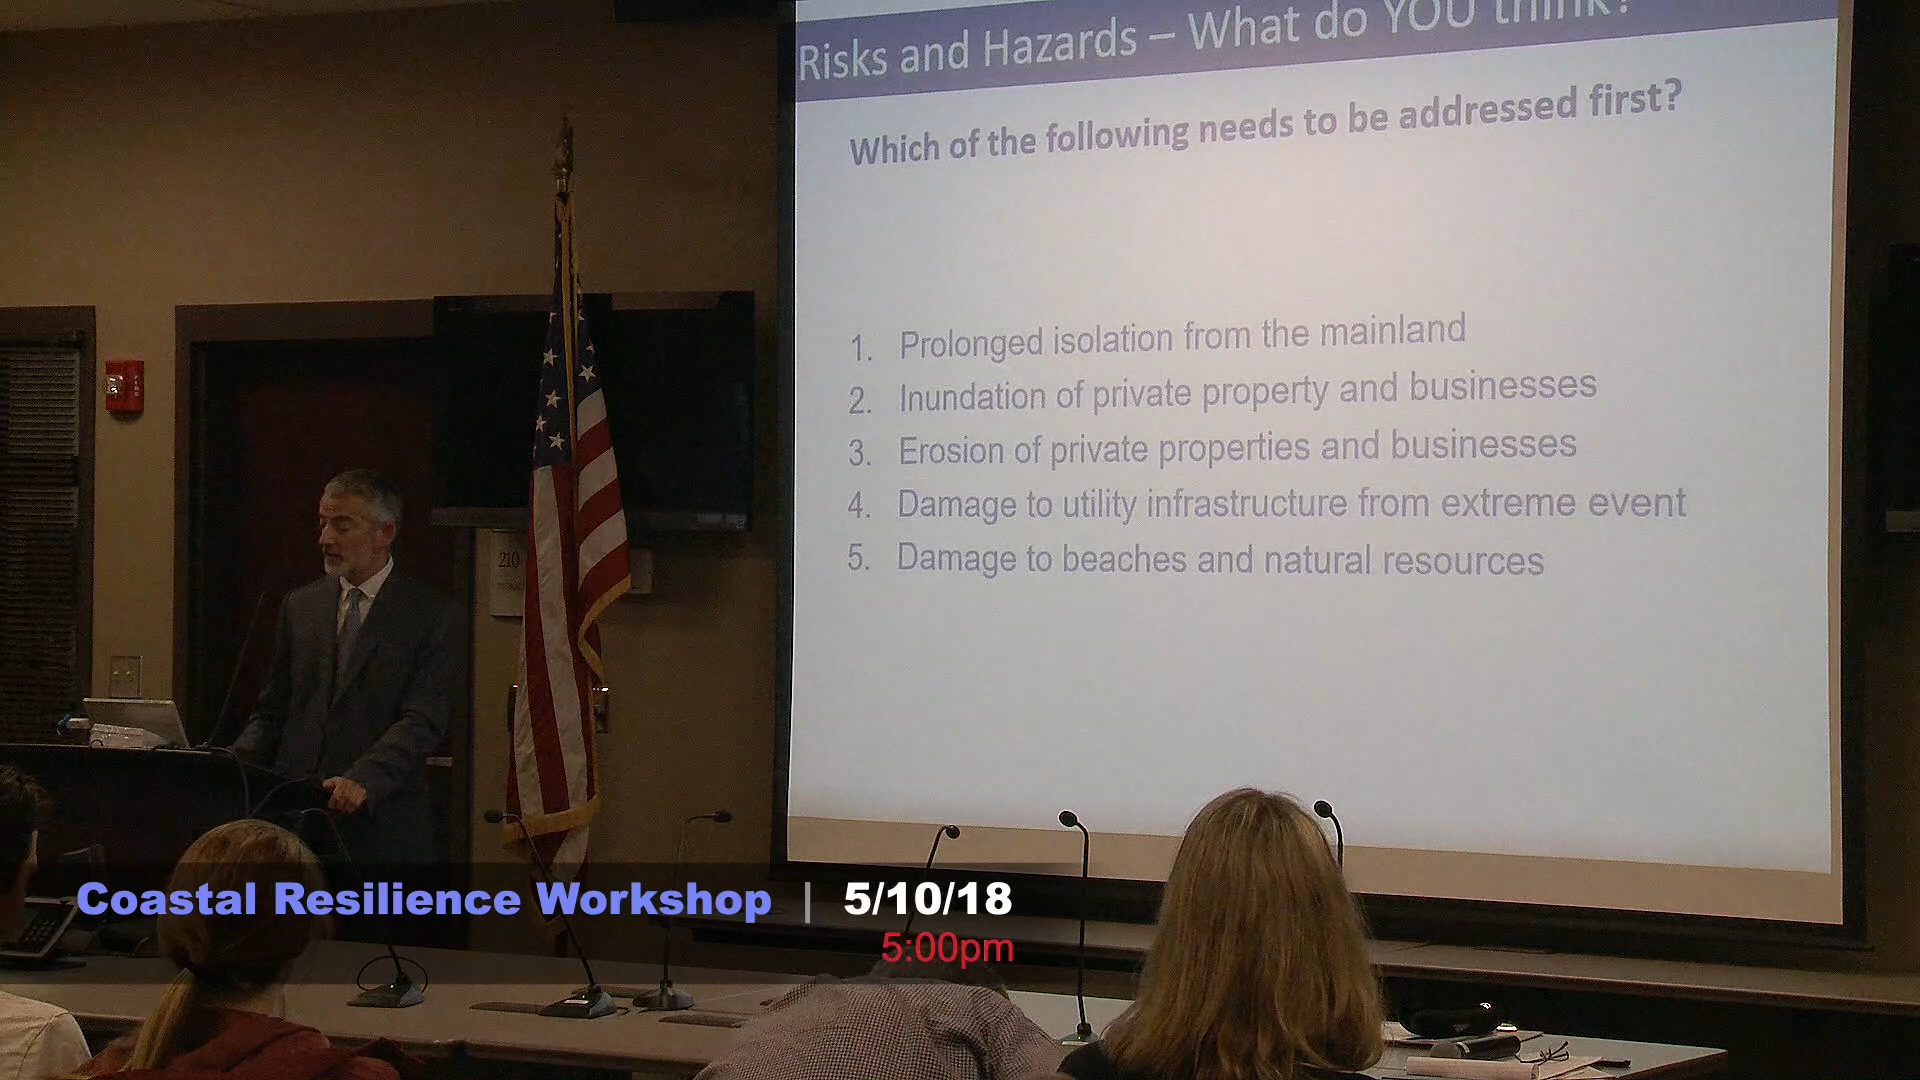 Risks and Hazards – What do YOU think?
Which of the following needs to be addressed first?
1. Prolonged isolation from the mainland
2. Inundation of private property and businesses
3. Erosion of private properties and businesses
4. Damage to utility infrastructure from extreme event
5. Damage to beaches and natural resources
FIRE
210
Coastal Resilience Workshop | 5/10/18
5:00pm